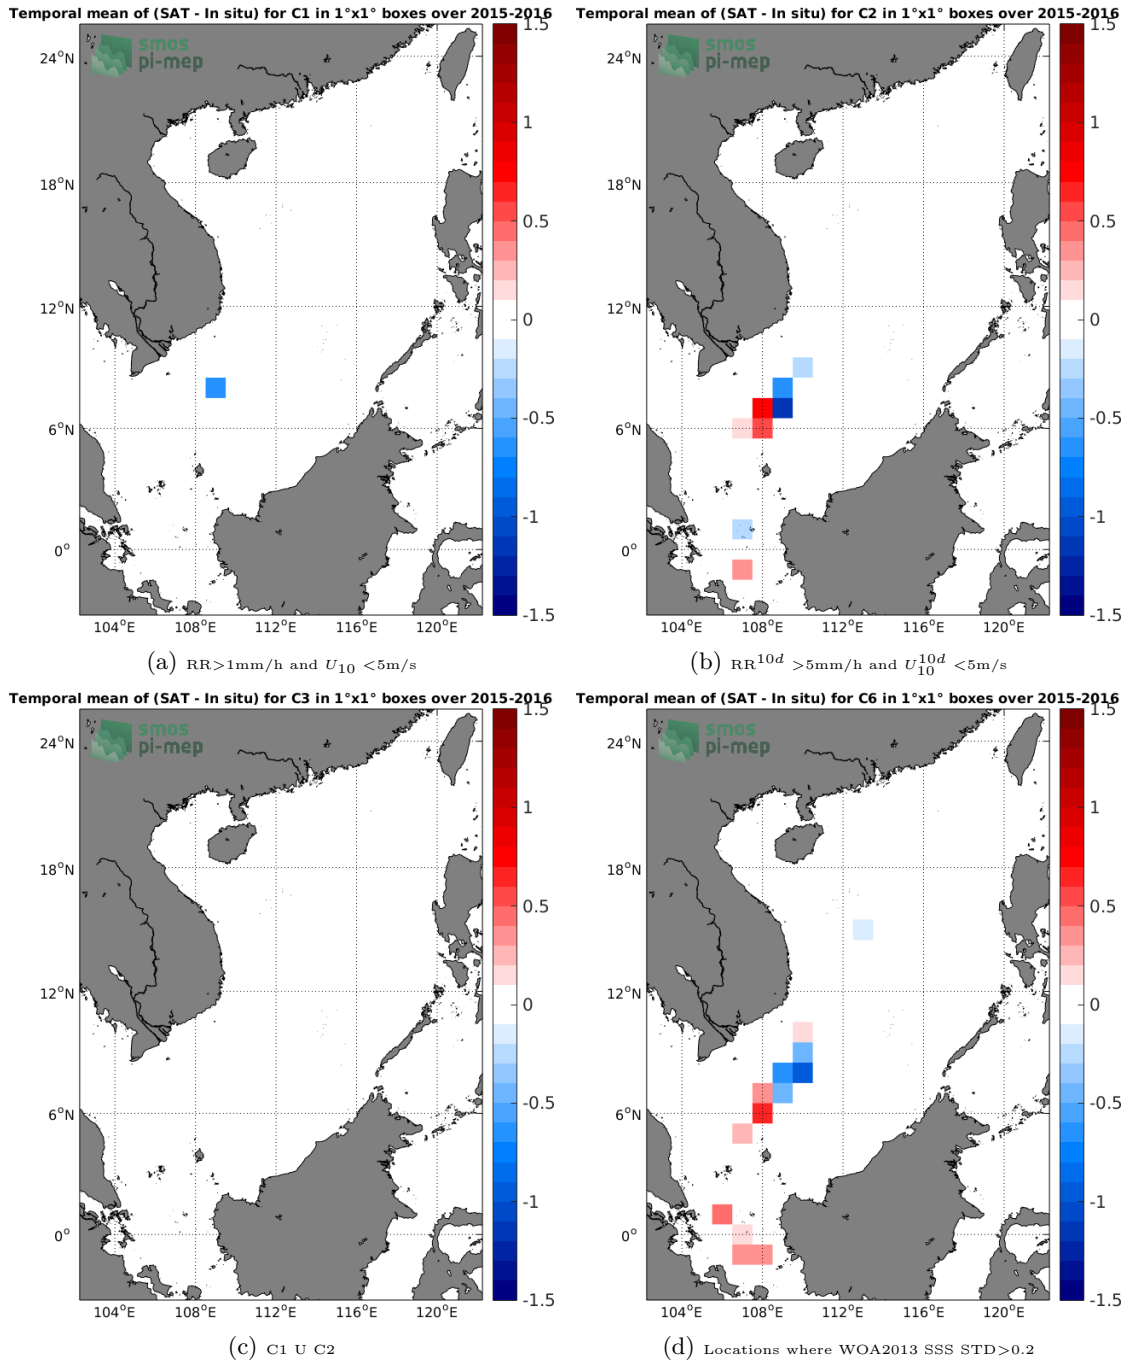 Temporal mean of (SAT - In situ) for C1 in 1°x1° boxes over 2015-2016
smos
pi-mep
24°N
18°N
12°N
6°N
0°
104°E 108°E 112°E 116°E 120°E
1.5
1
0.5
0
-0.5
-1
-1.5
(a) RR>1mm/h and U10 <5m/s
Temporal mean of (SAT - In situ) for C2 in 1°x1° boxes over 2015-2016
smos
pi-mep
24°N
18°N
12°N
6°N
0°
104°E 108°E 112°E 116°E 120°E
1.5
1
0.5
0
-0.5
-1
-1.5
(b) RR10d >5mm/h and U10d10 <5m/s
Temporal mean of (SAT - In situ) for C3 in 1°x1° boxes over 2015-2016
smos
pi-mep
24°N
18°N
12°N
6°N
0°
104°E 108°E 112°E 116°E 120°E
1.5
1
0.5
0
-0.5
-1
-1.5
(c) C1 U C2
Temporal mean of (SAT - In situ) for C6 in 1°x1° boxes over 2015-2016
smos
pi-mep
24°N
18°N
12°N
6°N
0°
104°E 108°E 112°E 116°E 120°E
1.5
1
0.5
0
-0.5
-1
-1.5
(d) Locations where WOA2013 SSS STD>0.2